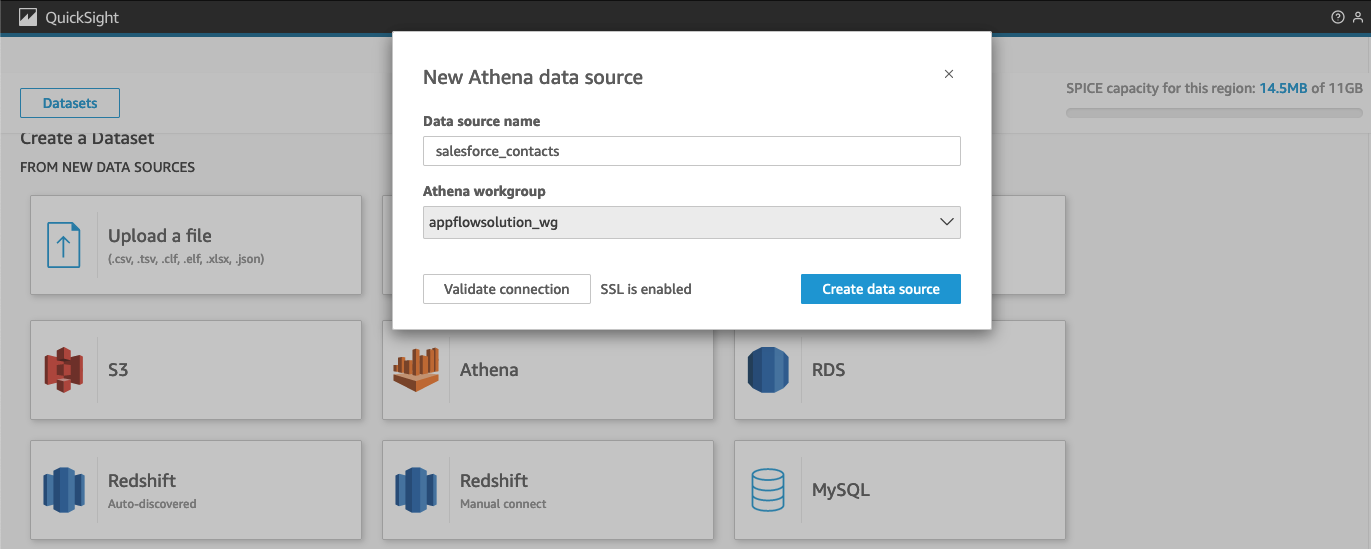 QuickSight
New Athena data source
Data source name
salesforce_contacts
Athena workgroup
appflowsolution_wg
Validate connection
SSL is enabled
Create data source
Datasets
SPICE capacity for this region: 14.5MB of 11GB
Create a Dataset
FROM NEW DATA SOURCES
Upload a file
(.csv, .tsv, .clf, .elf, .xlsx, .json)
S3
Athena
RDS
Redshift
Auto-discovered
Redshift
Manual connect
MySQL